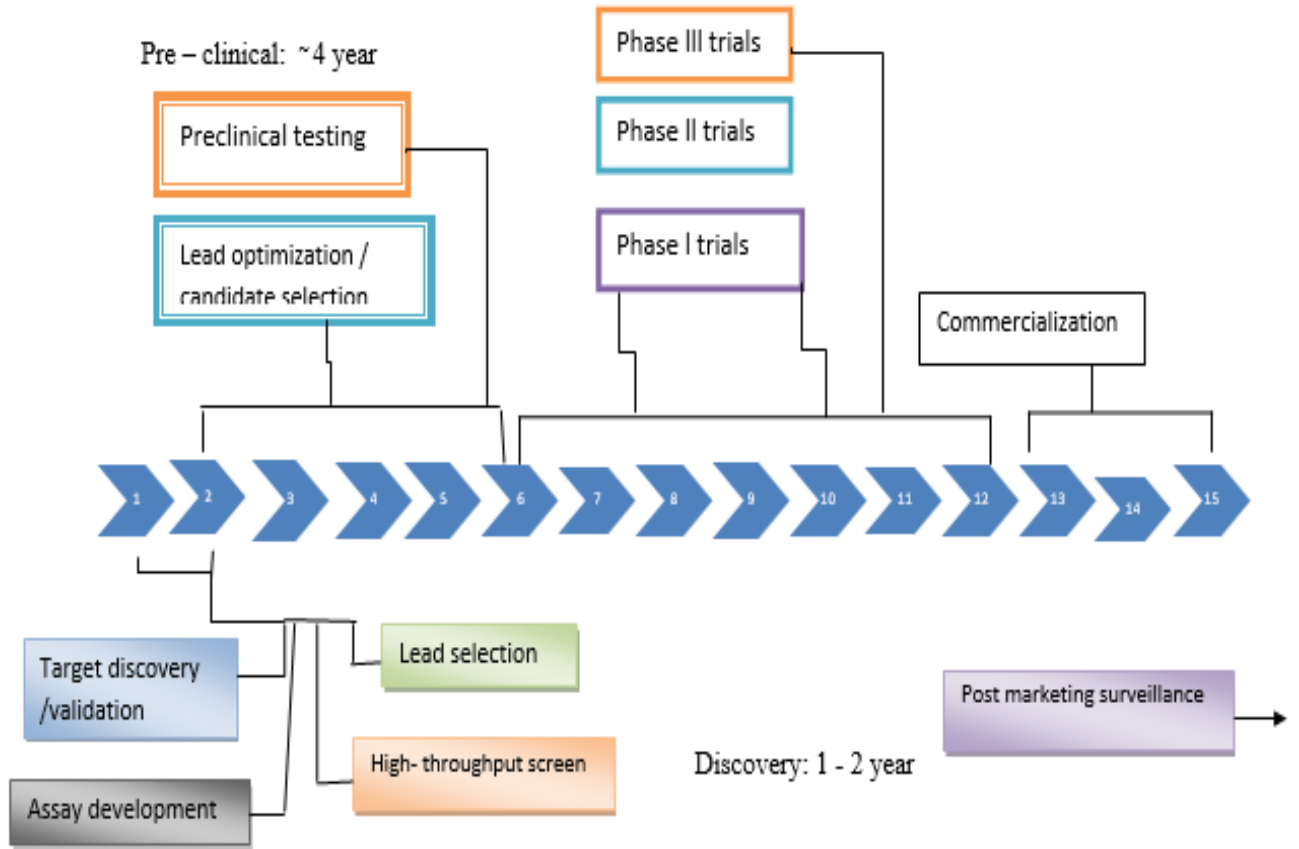 Pre – clinical: ~4 year
Preclinical testing
Lead optimization /
candidate selection
Phase III trials
Phase II trials
Phase I trials
Commercialization
1
2
3
4
5
6
7
8
9
10
11
12
13
14
15
Target discovery
/validation
Assay development
Lead selection
High- throughput screen
Discovery: 1 - 2 year
Post marketing surveillance